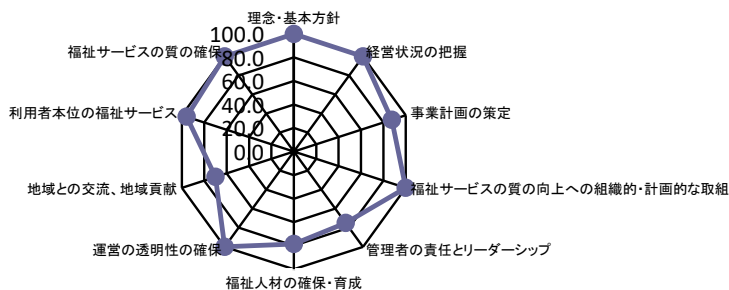 理念・基本方針
100.0
福祉サービスの質の確保
経営状況の把握
80.0
60.0
利用者本位の福祉サービス
40.0
事業計画の策定
20.0
0.0
地域との交流、地域貢献
福祉サービスの質の向上への組織的・計画的な取組
運営の透明性の確保
管理者の責任とリーダーシップ
福祉人材の確保・育成